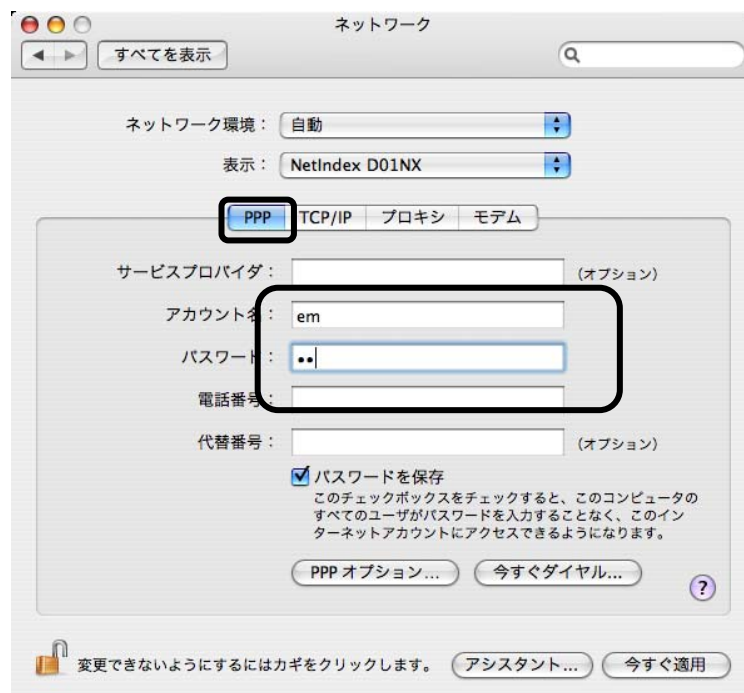 ネットワーク
すべてを表示
ネットワーク環境： 自動
表示： NetIndex D01NX
PPP TCP/IP プロキシ モデム
サービスプロバイダ： （オプション）
アカウント名： em
パスワード： ••
電話番号：
代替番号： （オプション）
パスワードを保存
このチェックボックスをチェックすると、このコンピュータの
すべてのユーザがパスワードを入力することなく、このイン
ターネットアカウントにアクセスできるようになります。
PPP オプション... 今すぐダイヤル...
?
変更できないようにするにはカギをクリックします。 アシスタント... 今すぐ適用